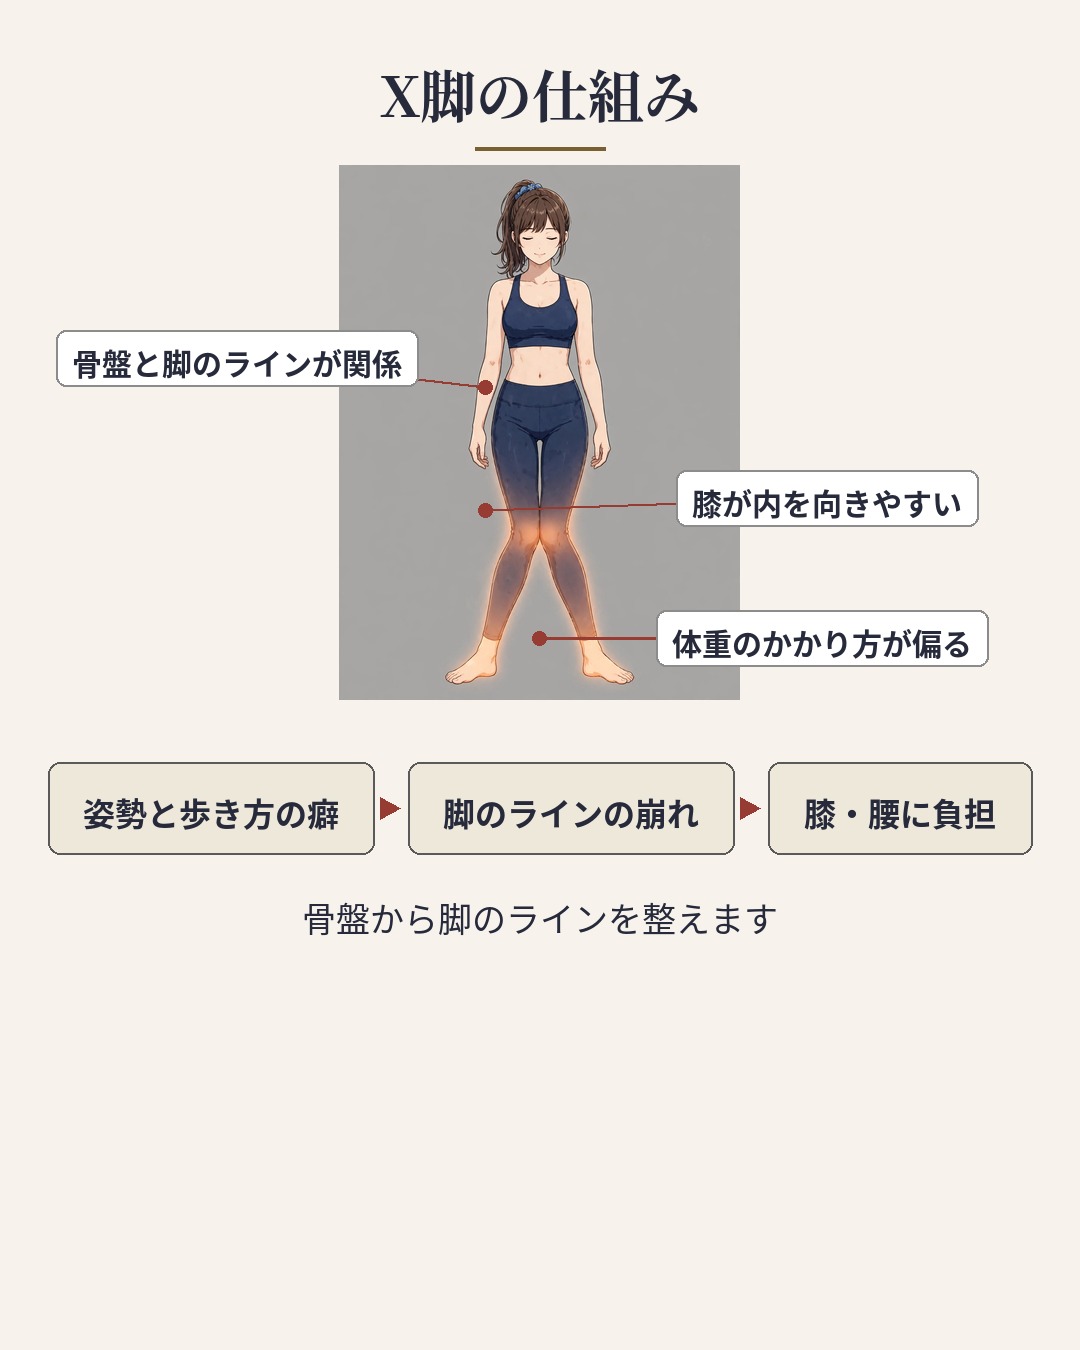 X脚の仕組み
骨盤と脚のラインが関係
膝が内を向きやすい
体重のかかり方が偏る
姿勢と歩き方の癖
脚のラインの崩れ
膝・腰に負担
骨盤から脚のラインを整えます